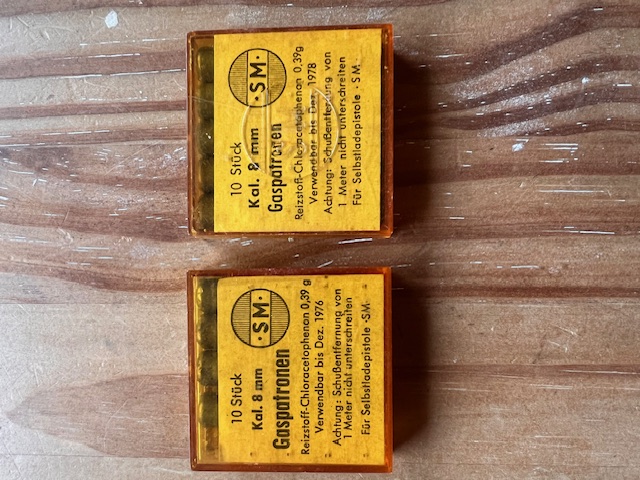 10 Stück
Kal. 8 mm
Gaspatronen
·SM·
Reizstoff-Chloracetophenon 0,39g
Verwendbar bis Dez. 1978
Achtung: Schußentfernung von
1 Meter nicht unterschreiten
Für Selbstladepistole · S M·
10 Stück
Kal. 8 mm
Gaspatronen
·SM·
Reizstoff-Chloracetophenon 0,39 g
Verwendbar bis Dez. 1976
Achtung: Schußentfernung von
1 Meter nicht unterschreiten
Für Selbstladepistole ·SM·